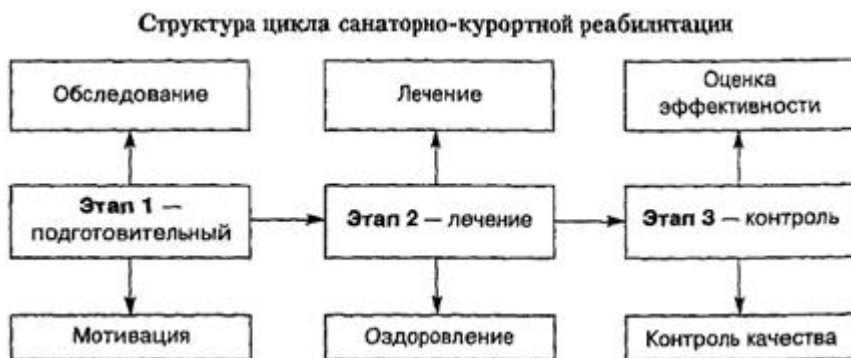 Структура цикла санаторно-курортной реабилитации
Обследование
Лечение
Оценка
эффективности
Этап 1 —
подготовительный
Этап 2 — лечение
Этап 3 — контроль
Мотивация
Оздоровление
Контроль качества